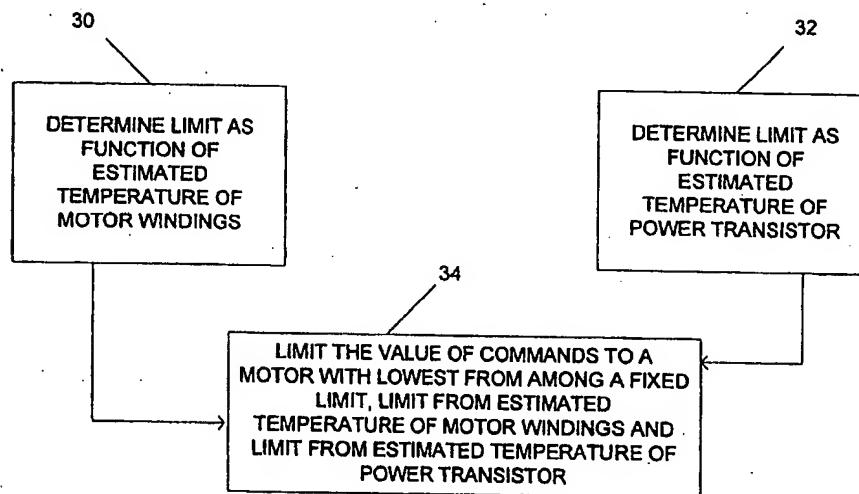 30
32
DETERMINE LIMIT AS
FUNCTION OF
ESTIMATED
TEMPERATURE OF
MOTOR WINDINGS
DETERMINE LIMIT AS
FUNCTION OF
ESTIMATED
TEMPERATURE OF
POWER TRANSISTOR
34
LIMIT THE VALUE OF COMMANDS TO A
MOTOR WITH LOWEST FROM AMONG A FIXED
LIMIT, LIMIT FROM ESTIMATED
TEMPERATURE OF MOTOR WINDINGS AND
LIMIT FROM ESTIMATED TEMPERATURE OF
POWER TRANSISTOR